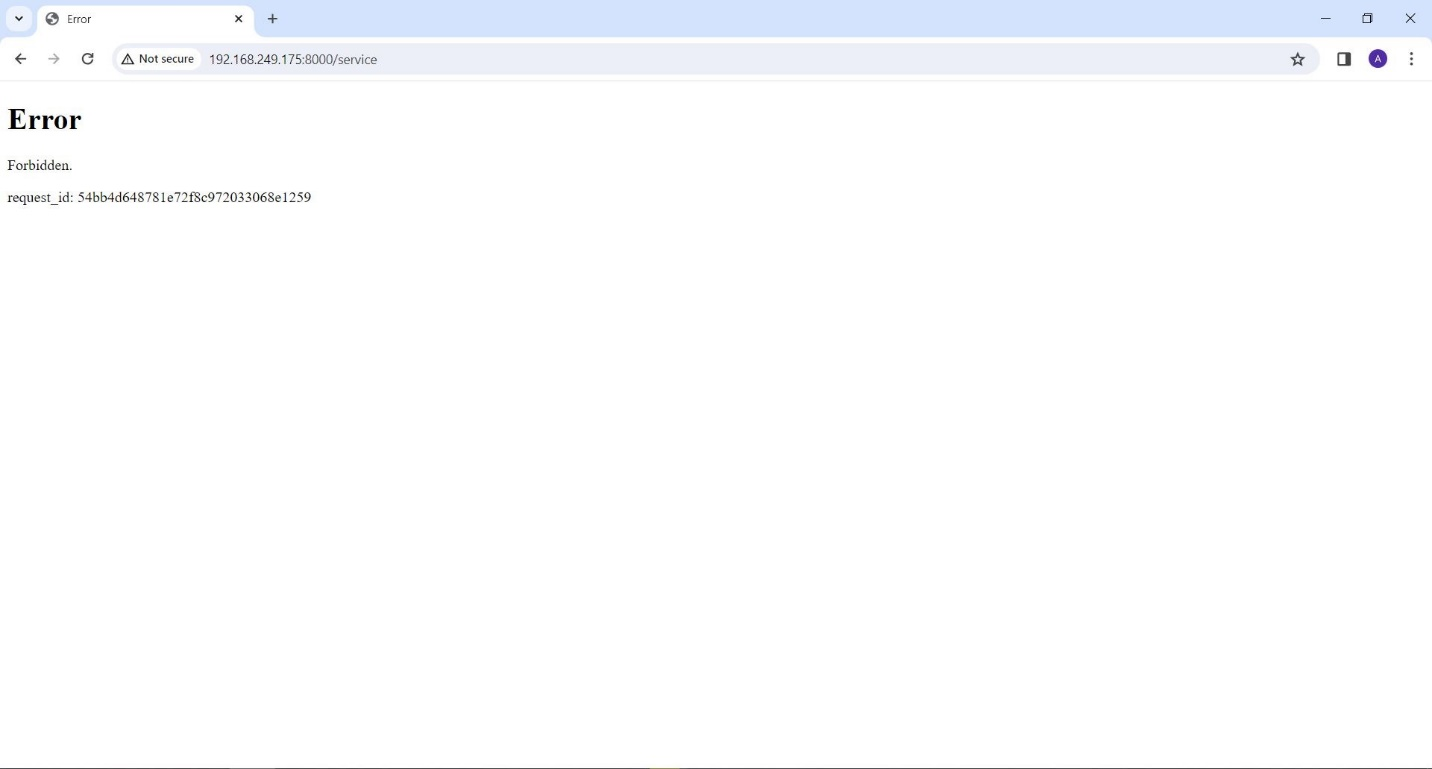 Error
Not secure
192.168.249.175:8000/service
A
Error
Forbidden.
request_id: 54bb4d648781e72f8c972033068e1259